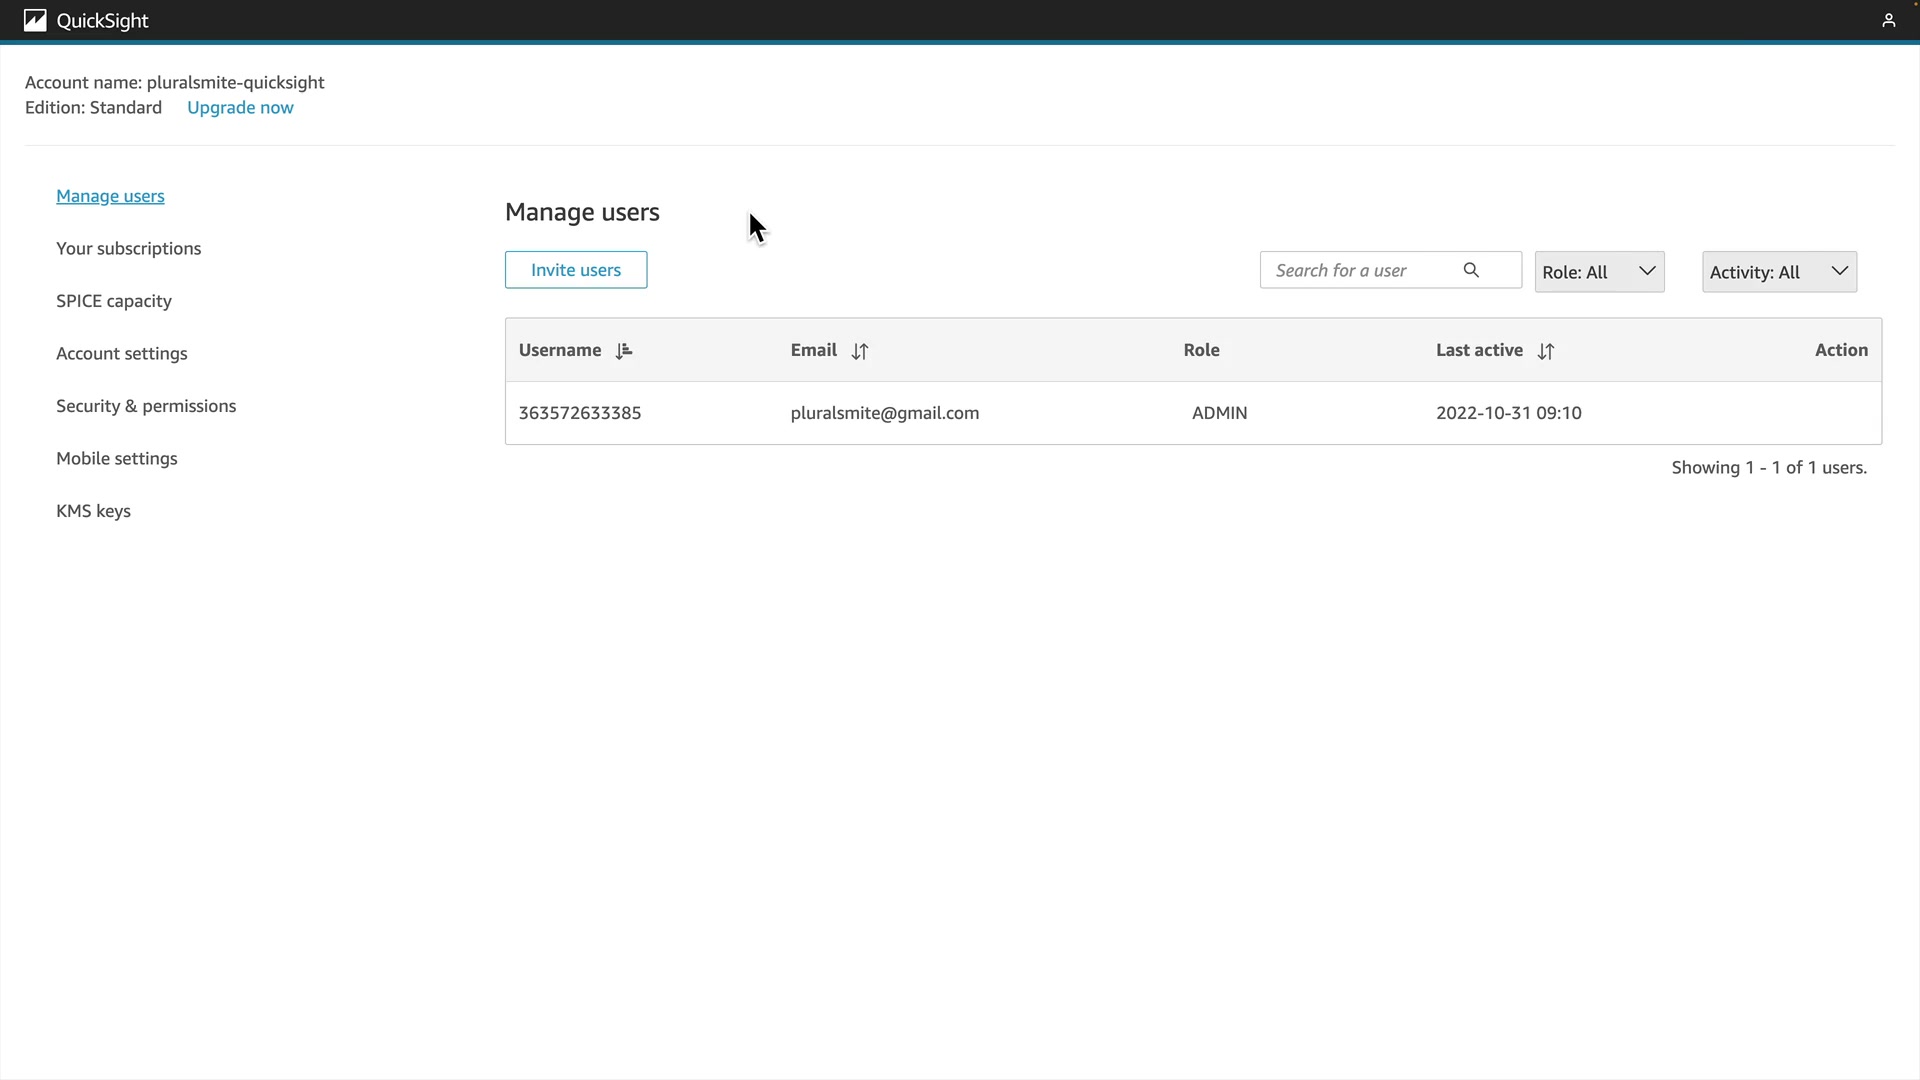 QuickSight
Account name: pluralsmite-quicksight
Edition: Standard Upgrade now
Manage users
Your subscriptions
SPICE capacity
Account settings
Security & permissions
Mobile settings
KMS keys
Manage users
Invite users
Search for a user
Role: All
Activity: All
Username Email Role Last active Action
363572633385 pluralsmite@gmail.com ADMIN 2022-10-31 09:10
Showing 1 - 1 of 1 users.